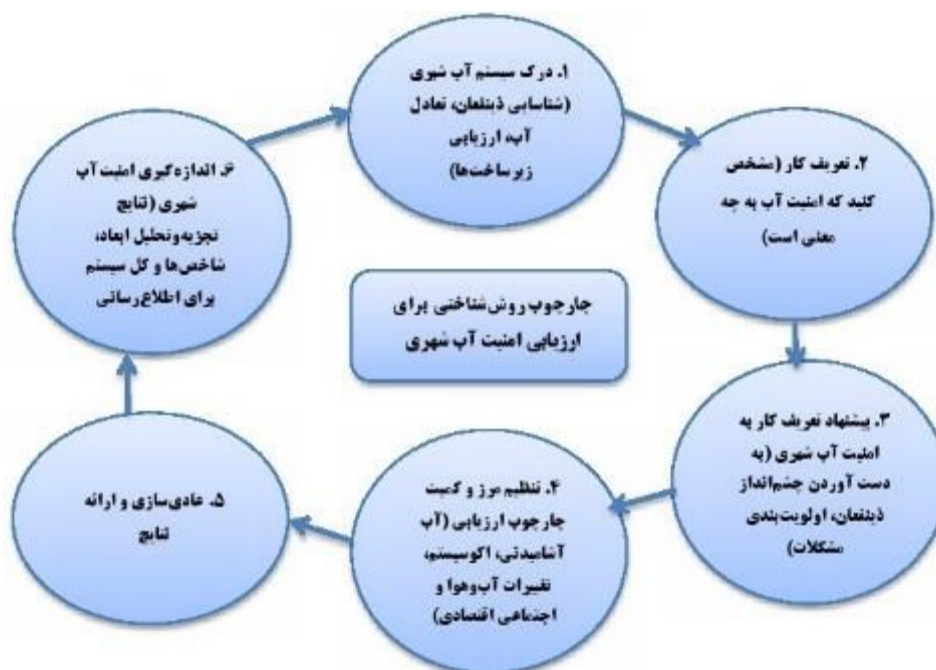 ۱. درک سیستم آب شهری
(شناسایی ذینفعان، تعادل
آب، ارزیابی
زیرساخت‌ها)
۲. تعریف کار (مشخص
کنید که امنیت آب به چه
معنی است)
۳. پیشنهاد تعریف کار به
امنیت آب شهری (به
دست آوردن چشم‌انداز
ذینفعان، اولویت‌بندی
مشکلات)
۴. تنظیم مرز و کمیت
چارچوب ارزیابی (آب
آشامیدنی، اکوسیستم،
تغییرات آب‌وهوا و
اجتماعی اقتصادی)
۵. عادی‌سازی و ارائه
نتایج
۶. اندازه‌گیری امنیت آب
شهری (نتایج
تجزیه‌وتحلیل ابعاد،
شاخص‌ها و کل سیستم
برای اطلاع‌رسانی
چارچوب روش‌شناختی برای
ارزیابی امنیت آب شهری